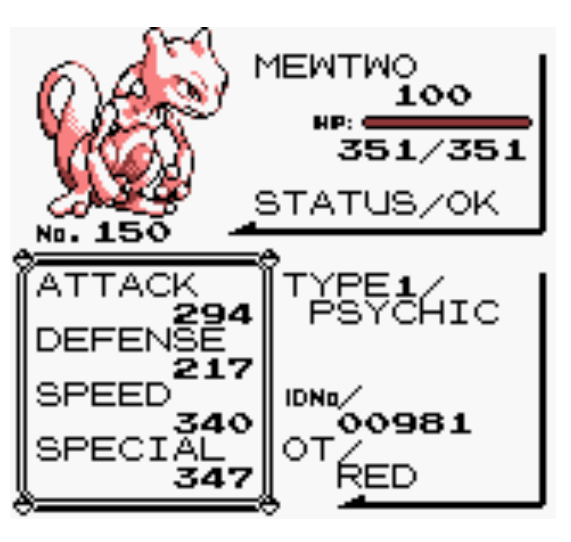 MEWTWO
100
HP:
351/351
STATUS/OK
No. 150
ATTACK
294
DEFENSE
217
SPEED
340
SPECIAL
347
TYPE1/
PSYCHIC
IDNo/
00981
OT/
RED